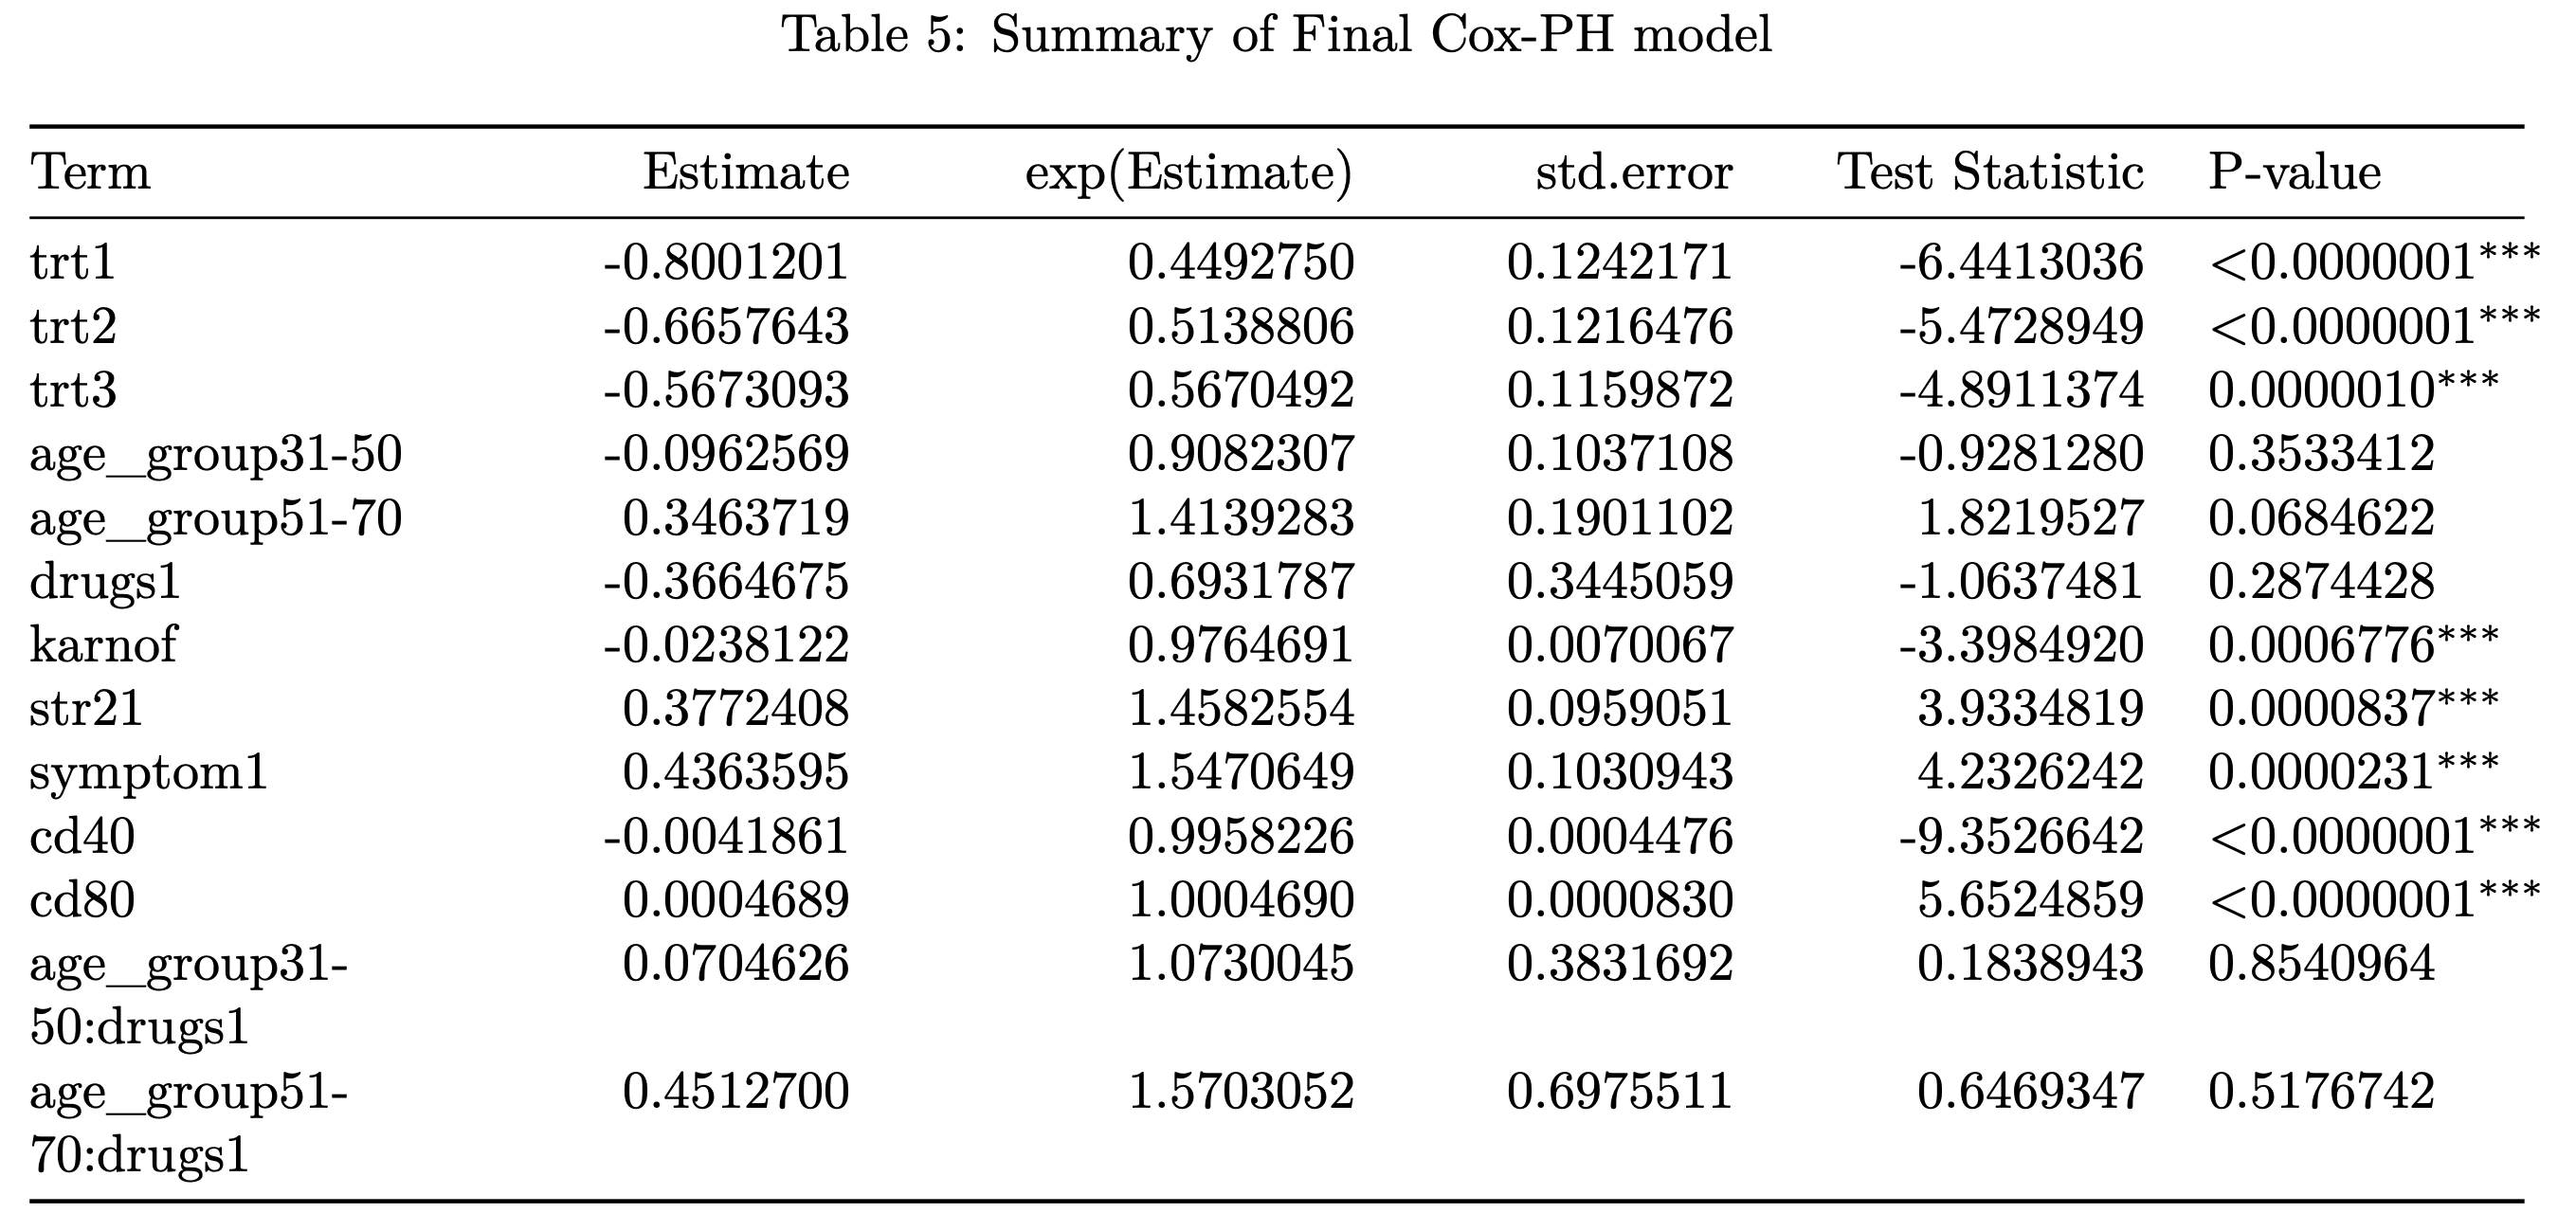 Table 5: Summary of Final Cox-PH model
Term Estimate exp(Estimate) std.error Test Statistic P-value
trt1 -0.8001201 0.4492750 0.1242171 -6.4413036 <0.0000001***
trt2 -0.6657643 0.5138806 0.1216476 -5.4728949 <0.0000001***
trt3 -0.5673093 0.5670492 0.1159872 -4.8911374 0.0000010***
age_group31-50 -0.0962569 0.9082307 0.1037108 -0.9281280 0.3533412
age_group51-70 0.3463719 1.4139283 0.1901102 1.8219527 0.0684622
drugs1 -0.3664675 0.6931787 0.3445059 -1.0637481 0.2874428
karnof -0.0238122 0.9764691 0.0070067 -3.3984920 0.0006776***
str21 0.3772408 1.4582554 0.0959051 3.9334819 0.0000837***
symptom1 0.4363595 1.5470649 0.1030943 4.2326242 0.0000231***
cd40 -0.0041861 0.9958226 0.0004476 -9.3526642 <0.0000001***
cd80 0.0004689 1.0004690 0.0000830 5.6524859 <0.0000001***
age_group31- 0.0704626 1.0730045 0.3831692 0.1838943 0.8540964
50:drugs1
age_group51- 0.4512700 1.5703052 0.6975511 0.6469347 0.5176742
70:drugs1